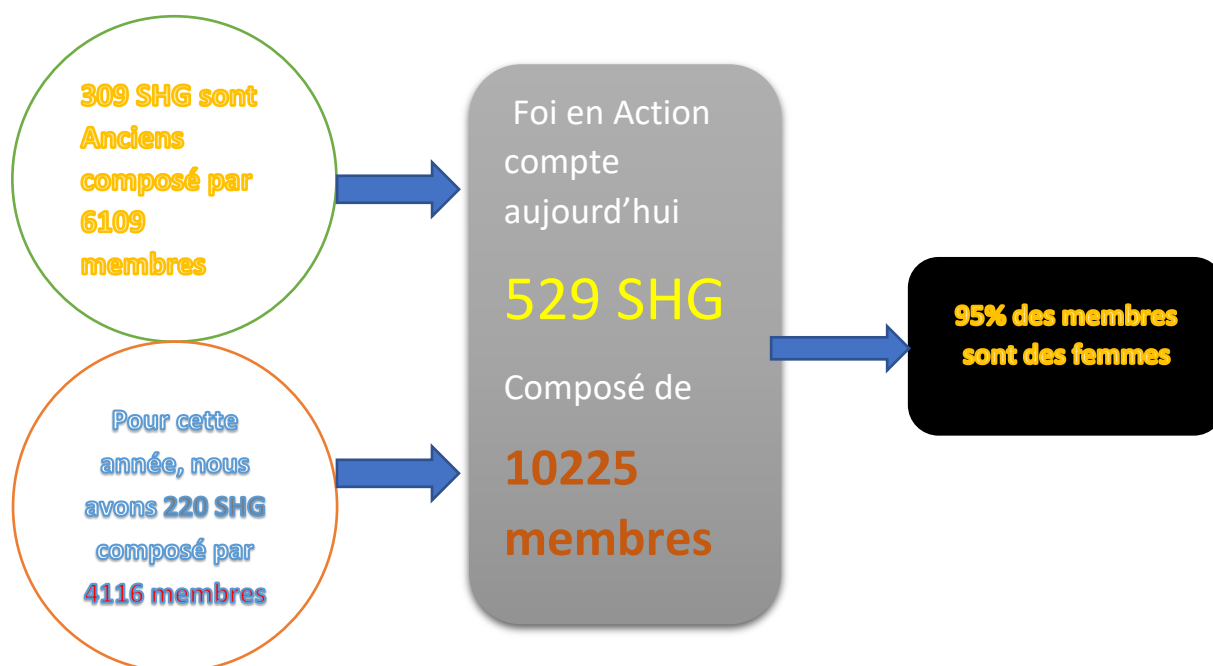 309 SHG sont
Anciens
composé par
6109
membres
Pour cette
année, nous
avons 220 SHG
composé par
4116 membres
Foi en Action
compte
aujourd’hui
529 SHG
Composé de
10225
membres
95% des membres
sont des femmes